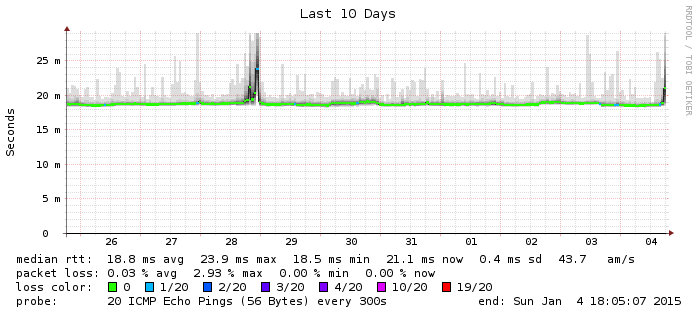 Last 10 Days
RRDTOOL / TOBI OETIKER
Seconds
25 m
20 m
15 m
10 m
5 m
0
26 27 28 29 30 31 01 02 03 04
median rtt: 18.8 ms avg 23.9 ms max 18.5 ms min 21.1 ms now 0.4 ms sd 43.7 am/s
packet loss: 0.03 % avg 2.93 % max 0.00 % min 0.00 % now
loss color: 0 1/20 2/20 3/20 4/20 10/20 19/20
probe: 20 ICMP Echo Pings (56 Bytes) every 300s end: Sun Jan 4 18:05:07 2015